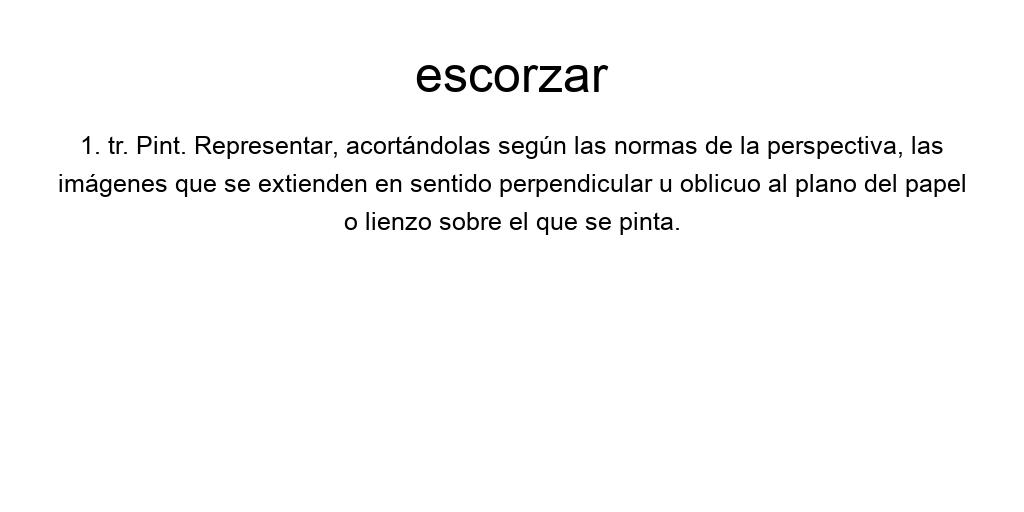 escorzar
1. tr. Pint. Representar, acortándolas según las normas de la perspectiva, las
imágenes que se extienden en sentido perpendicular u oblicuo al plano del papel
o lienzo sobre el que se pinta.